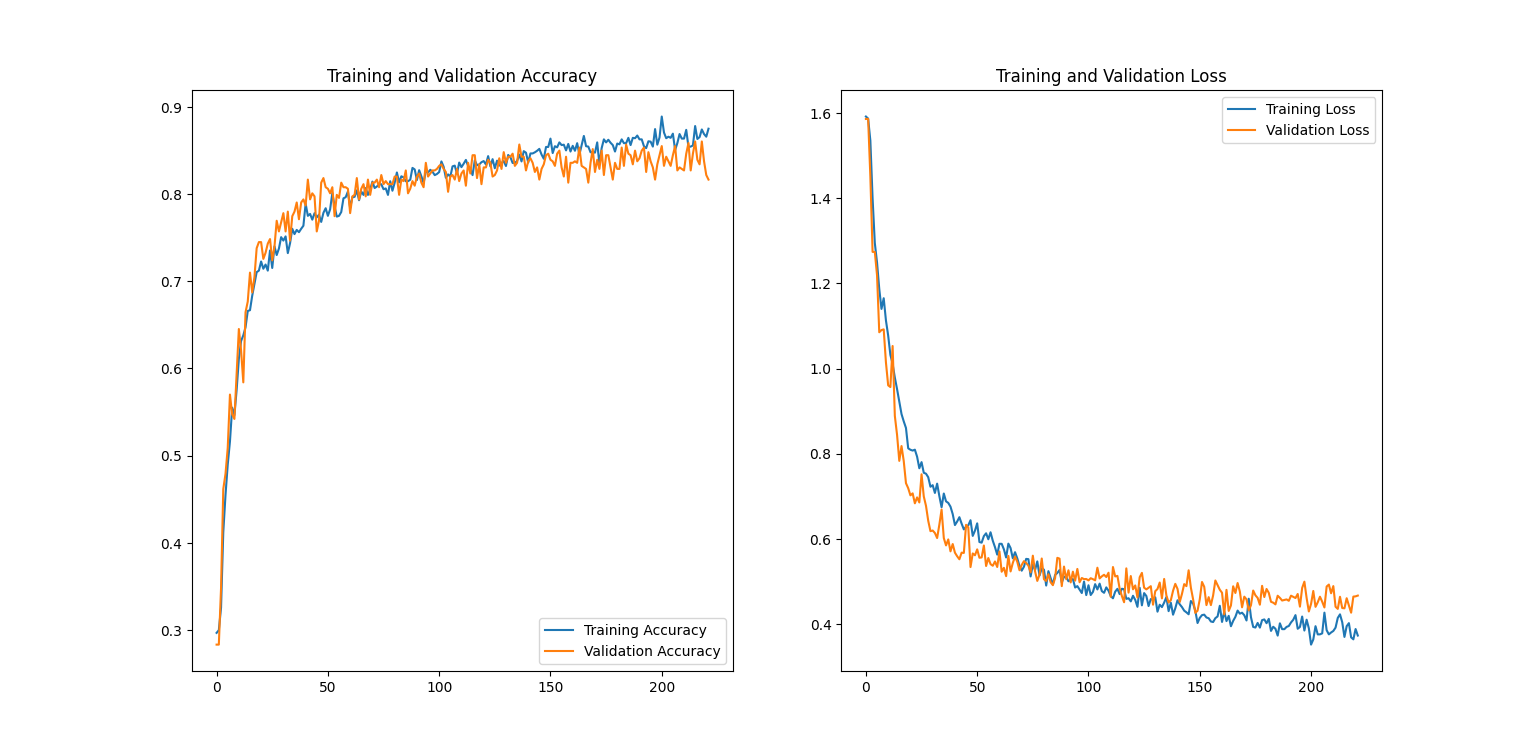 Training and Validation Accuracy
0.9
0.8
0.7
0.6
0.5
0.4
0.3
0 50 100 150 200
Training Accuracy
Validation Accuracy
Training and Validation Loss
1.6
1.4
1.2
1.0
0.8
0.6
0.4
0 50 100 150 200
Training Loss
Validation Loss